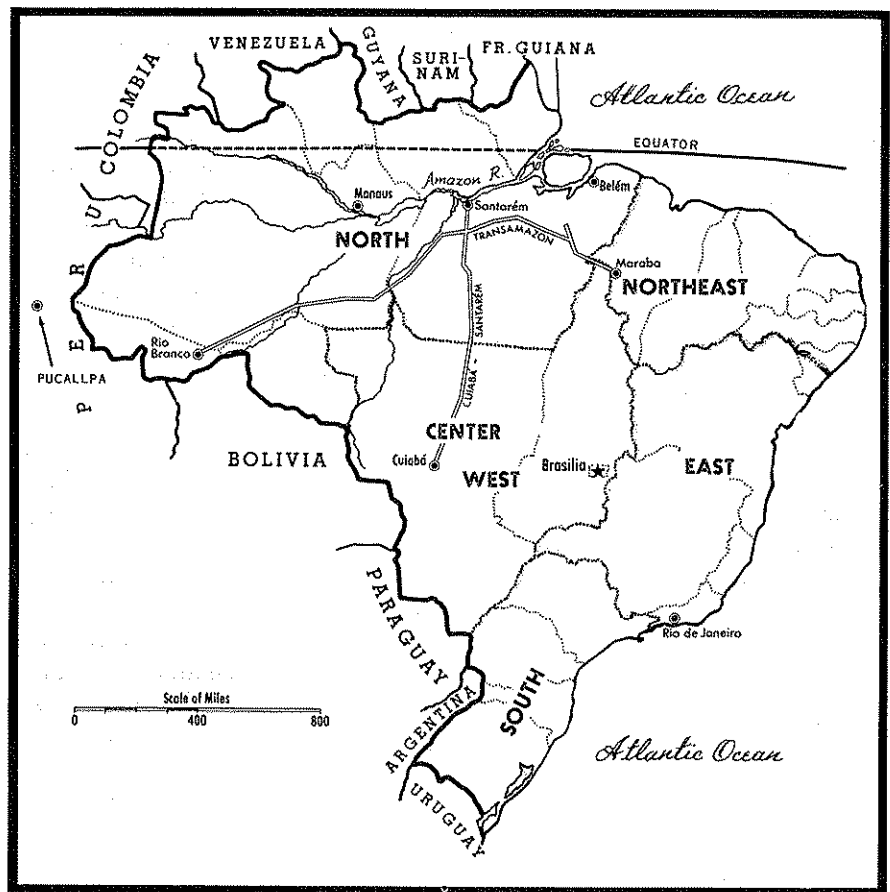 VENEZUELA
GUYANA
SURI-
NAM
FR. GUIANA
COLOMBIA
Atlantic Ocean
EQUATOR
Amazon R.
Manaus
Santarém
Belém
NORTH
TRANSAMAZON
Maraba
NORTHEAST
PERU
Rio
Branco
PUCALLPA
CUIABÁ - SANTARÉM
BOLIVIA
CENTER
Cuiabá
WEST
Brasilia
EAST
PARAGUAY
Rio de Janeiro
Scale of Miles
0 400 800
SOUTH
ARGENTINA
Atlantic Ocean
URUGUAY